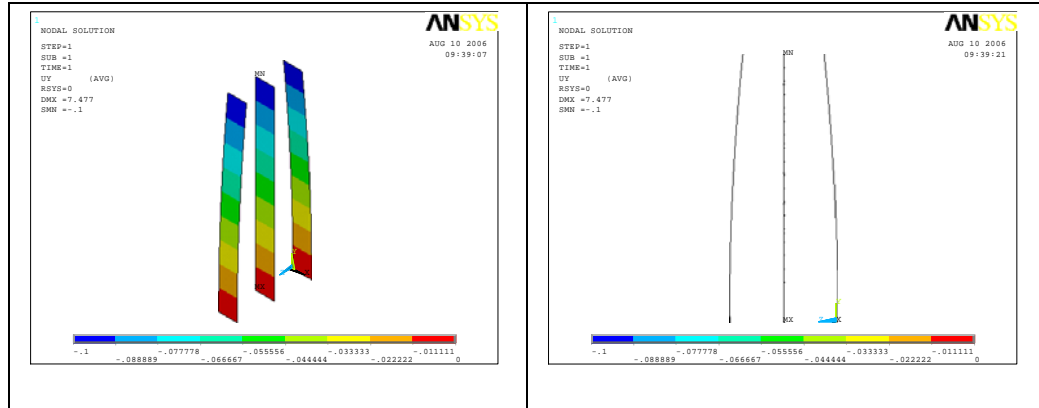 1
ANSYS
NODAL SOLUTION
AUG 10 2006
09:39:07
STEP=1
SUB =1
TIME=1
UY (AVG)
RSYS=0
DMX =7.477
SMN =-.1
MN
MX
-.1 -.077778 -.055556 -.033333 -.011111
-.088889 -.066667 -.044444 -.022222 0
1
ANSYS
NODAL SOLUTION
AUG 10 2006
09:39:21
STEP=1
SUB =1
TIME=1
UY (AVG)
RSYS=0
DMX =7.477
SMN =-.1
MN
MX
X
-.1 -.077778 -.055556 -.033333 -.011111
-.088889 -.066667 -.044444 -.022222 0